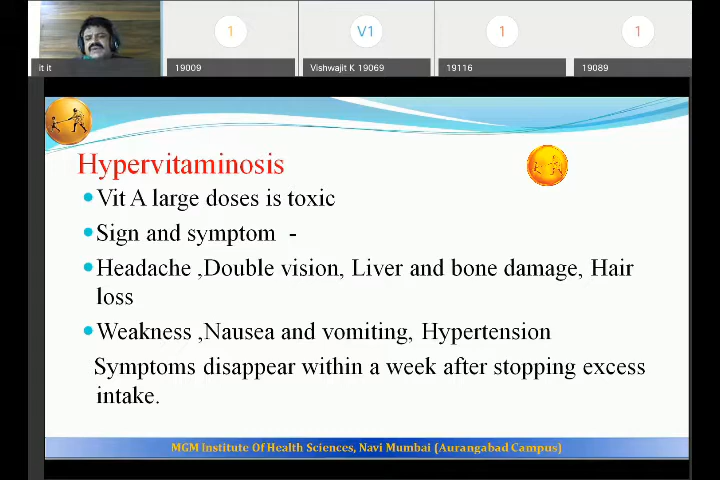 1
V1
1
1
it it
19009
Vishwajit K 19069
19116
19089
Hypervitaminosis
Vit A large doses is toxic
Sign and symptom -
Headache ,Double vision, Liver and bone damage, Hair
loss
Weakness ,Nausea and vomiting, Hypertension
Symptoms disappear within a week after stopping excess
intake.
MGM Institute Of Health Sciences, Navi Mumbai (Aurangabad Campus)